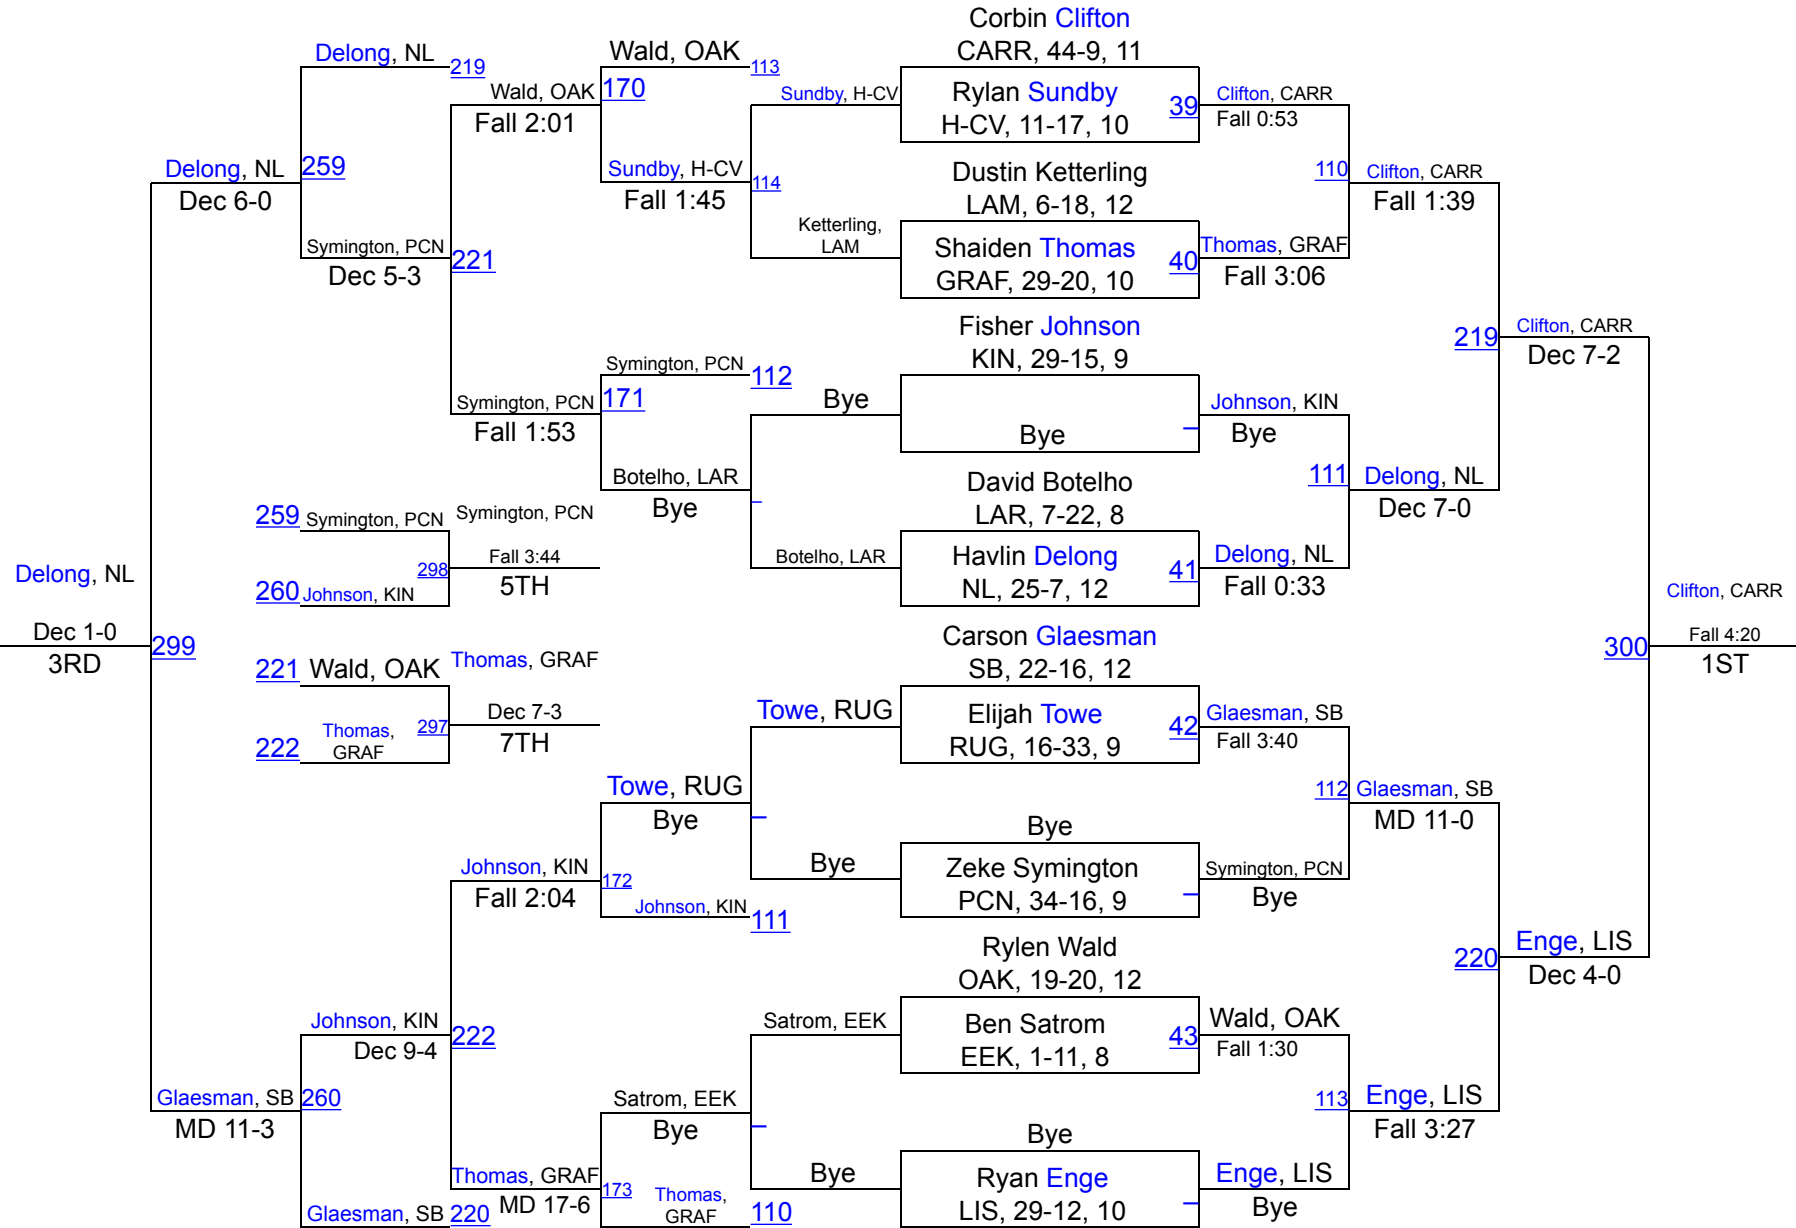 Corbin Clifton
CARR, 44-9, 11
Delong, NL
219
Wald, OAK
113
Wald, OAK
170
Fall 2:01
Sundby, H-CV
Rylan Sundby
H-CV, 11-17, 10
39
Clifton, CARR
Fall 0:53
Delong, NL
259
Dec 6-0
Sundby, H-CV
114
Fall 1:45
Dustin Ketterling
LAM, 6-18, 12
110
Clifton, CARR
Fall 1:39
Symington, PCN
221
Dec 5-3
Ketterling,
LAM
Shaiden Thomas
GRAF, 29-20, 10
40
Thomas, GRAF
Fall 3:06
Fisher Johnson
KIN, 29-15, 9
219
Clifton, CARR
Dec 7-2
Symington, PCN
112
Symington, PCN
171
Fall 1:53
Bye
Bye
Johnson, KIN
Bye
Botelho, LAR
Bye
David Botelho
LAR, 7-22, 8
111
Delong, NL
Dec 7-0
259
Symington, PCN
Symington, PCN
298
Fall 3:44
5TH
260
Johnson, KIN
Botelho, LAR
Havlin Delong
NL, 25-7, 12
41
Delong, NL
Fall 0:33
Delong, NL
Dec 1-0
299
3RD
Clifton, CARR
300
Fall 4:20
1ST
Carson Glaesman
SB, 22-16, 12
221
Wald, OAK
Thomas, GRAF
297
Dec 7-3
7TH
222
Thomas,
GRAF
Towe, RUG
Elijah Towe
RUG, 16-33, 9
42
Glaesman, SB
Fall 3:40
Towe, RUG
Bye
112
Glaesman, SB
MD 11-0
Bye
Johnson, KIN
172
Fall 2:04
Johnson, KIN
111
Bye
Zeke Symington
PCN, 34-16, 9
Symington, PCN
Bye
Rylen Wald
OAK, 19-20, 12
220
Enge, LIS
Dec 4-0
Johnson, KIN
222
Dec 9-4
Satrom, EEK
Ben Satrom
EEK, 1-11, 8
43
Wald, OAK
Fall 1:30
Glaesman, SB
260
MD 11-3
Satrom, EEK
Bye
113
Enge, LIS
Fall 3:27
Bye
Thomas, GRAF
173
MD 17-6
Thomas,
GRAF
110
Bye
Ryan Enge
LIS, 29-12, 10
Enge, LIS
Bye
Glaesman, SB
220